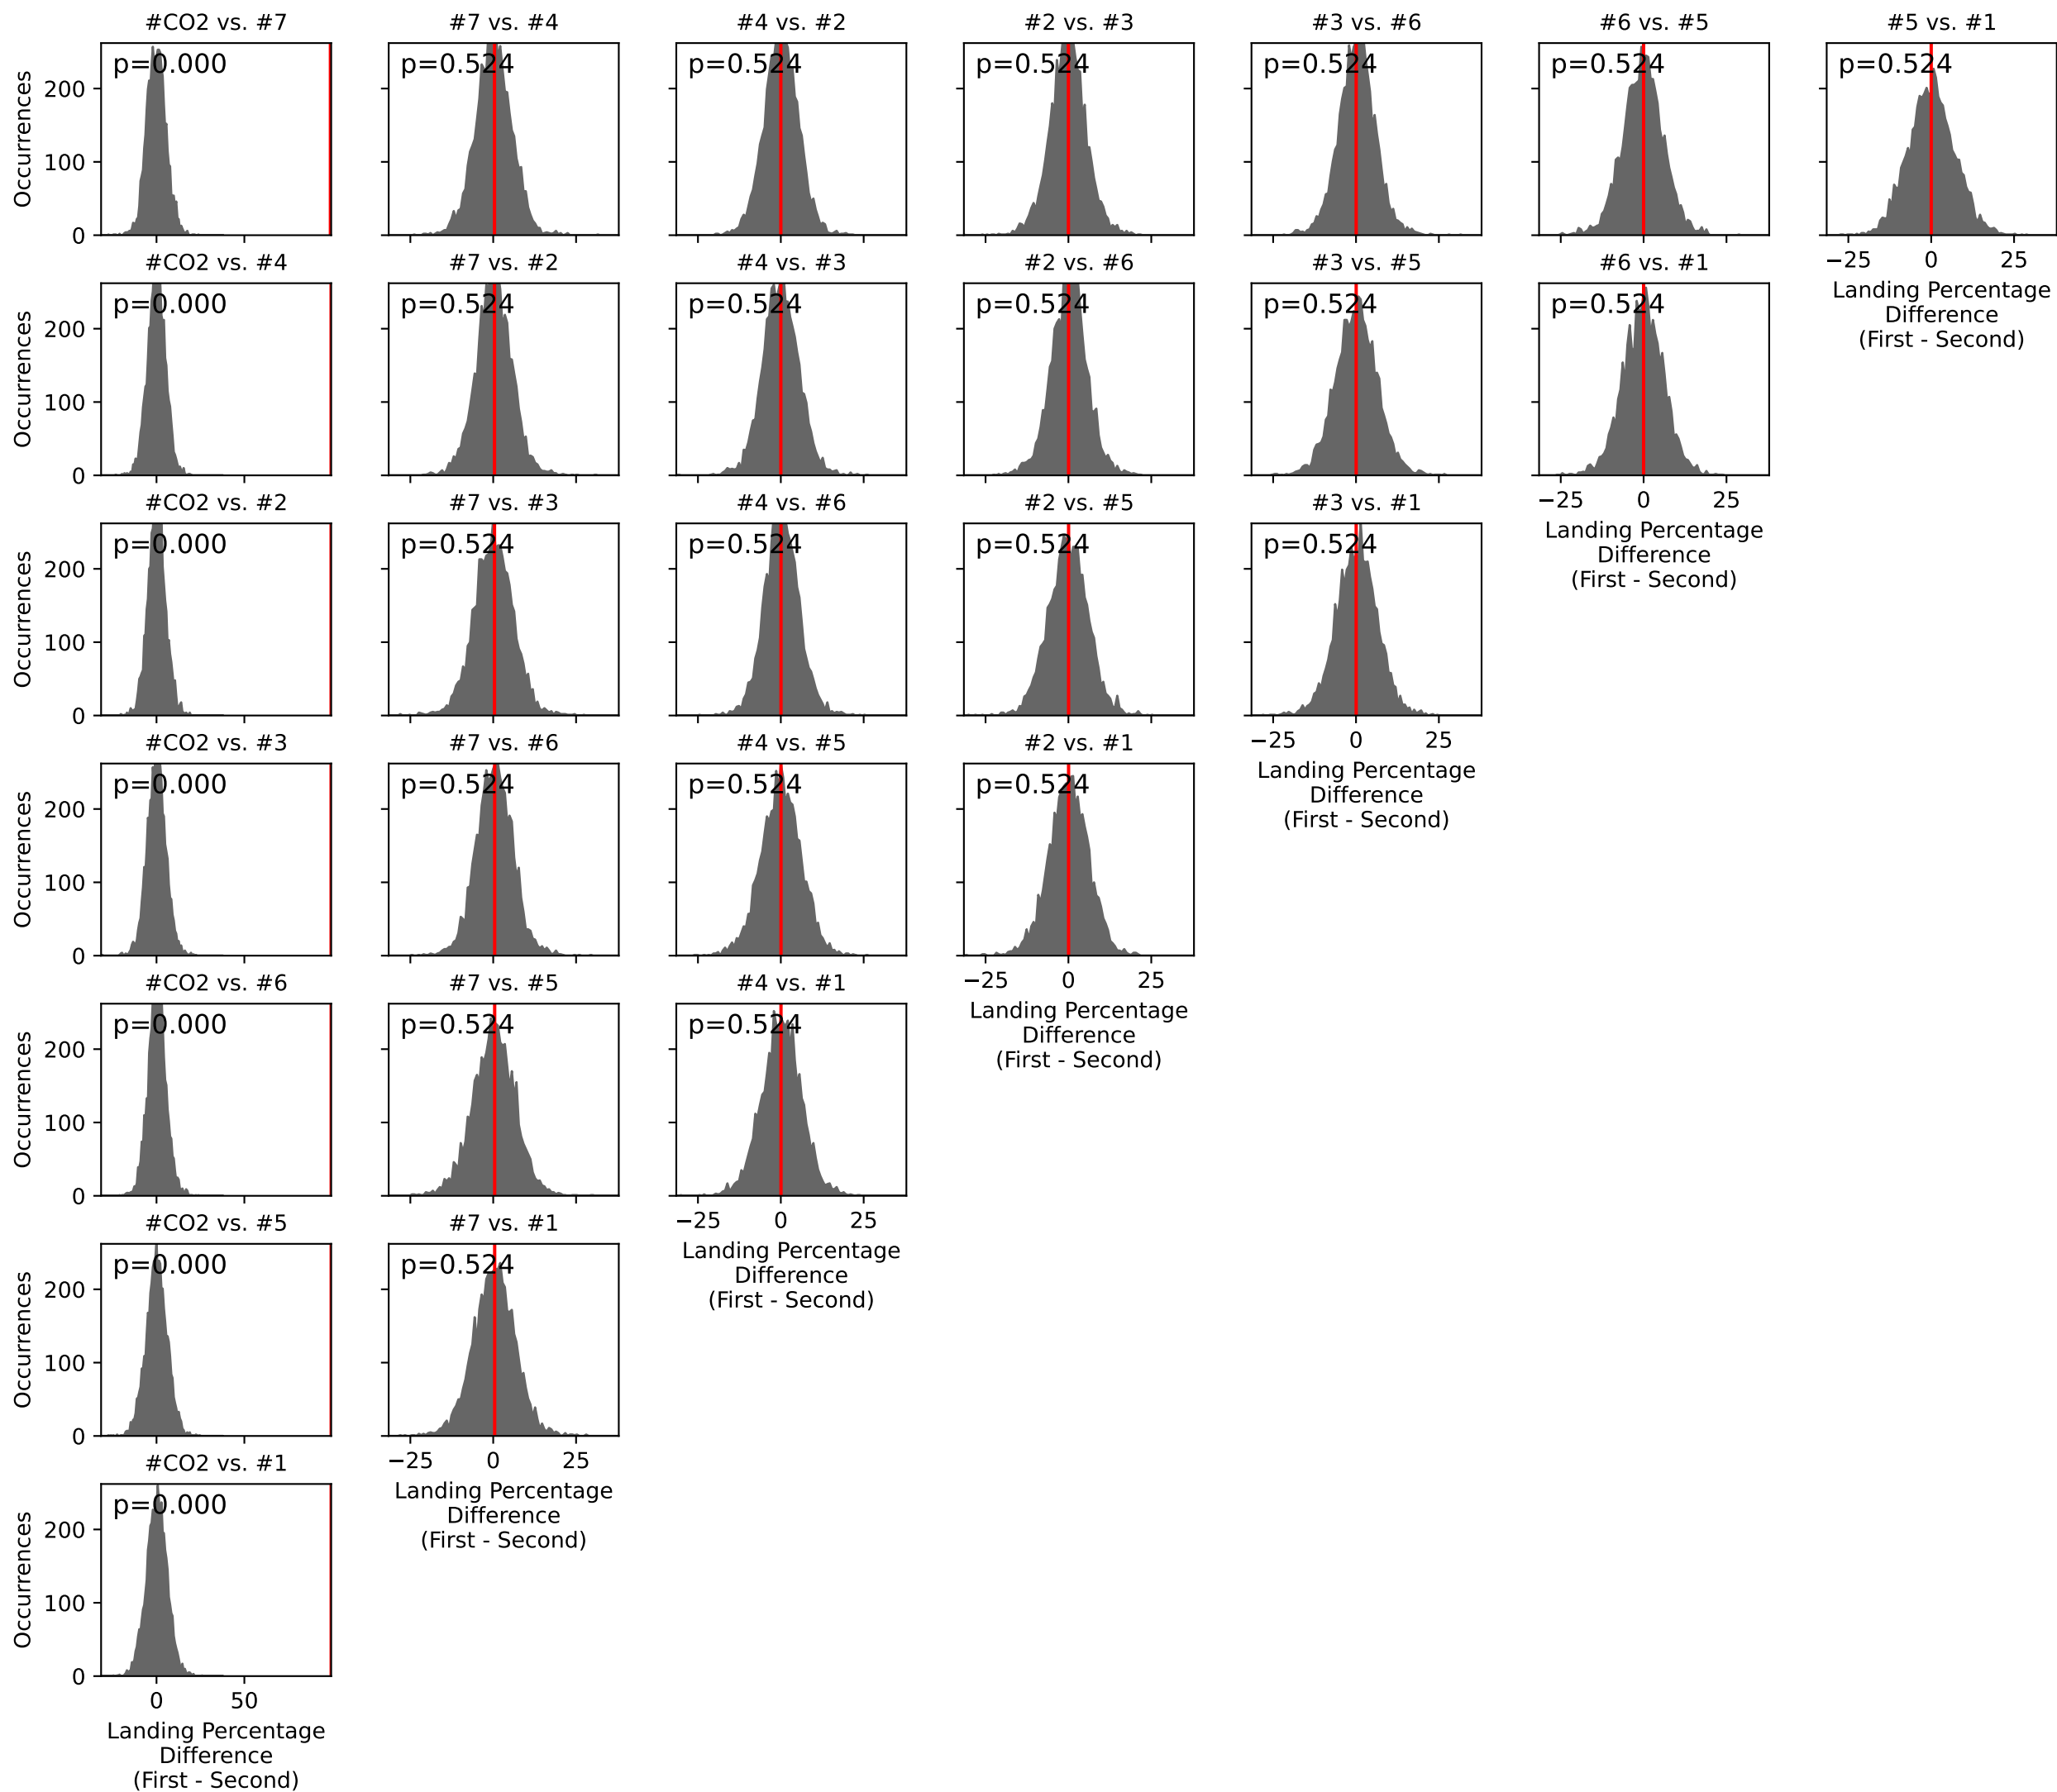 #CO2 vs. #7
#7 vs. #4
#4 vs. #2
#2 vs. #3
#3 vs. #6
#6 vs. #5
#5 vs. #1
p=0.000
p=0.524
p=0.524
p=0.524
p=0.524
p=0.524
p=0.524
Occurrences
200
100
0
−25 0 25
Landing Percentage
Difference
(First - Second)
#CO2 vs. #4
#7 vs. #2
#4 vs. #3
#2 vs. #6
#3 vs. #5
#6 vs. #1
p=0.000
p=0.524
p=0.524
p=0.524
p=0.524
p=0.524
Occurrences
200
100
0
−25 0 25
Landing Percentage
Difference
(First - Second)
#CO2 vs. #2
#7 vs. #3
#4 vs. #6
#2 vs. #5
#3 vs. #1
p=0.000
p=0.524
p=0.524
p=0.524
p=0.524
Occurrences
200
100
0
−25 0 25
Landing Percentage
Difference
(First - Second)
#CO2 vs. #3
#7 vs. #6
#4 vs. #5
#2 vs. #1
p=0.000
p=0.524
p=0.524
p=0.524
Occurrences
200
100
0
−25 0 25
Landing Percentage
Difference
(First - Second)
#CO2 vs. #6
#7 vs. #5
#4 vs. #1
p=0.000
p=0.524
p=0.524
Occurrences
200
100
0
−25 0 25
Landing Percentage
Difference
(First - Second)
#CO2 vs. #5
#7 vs. #1
p=0.000
p=0.524
Occurrences
200
100
0
−25 0 25
Landing Percentage
Difference
(First - Second)
#CO2 vs. #1
p=0.000
Occurrences
200
100
0
0 50
Landing Percentage
Difference
(First - Second)